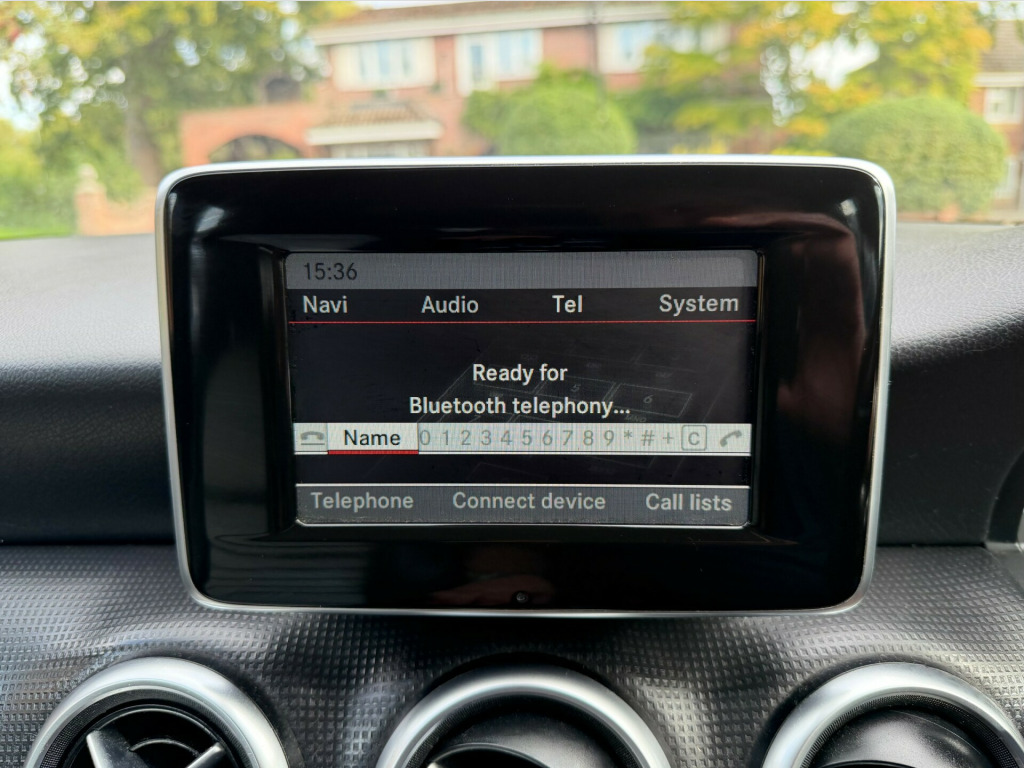 15:36
Navi Audio Tel System
Ready for
Bluetooth telephony...
Name 0 1 2 3 4 5 6 7 8 9 * # + C
Telephone Connect device Call lists